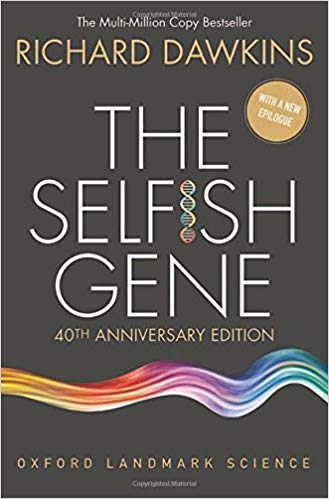 The Multi-Million Copy Bestseller
RICHARD DAWKINS
WITH A NEW
EPILOGUE
THE
SELFISH
GENE
40TH ANNIVERSARY EDITION
OXFORD LANDMARK SCIENCE